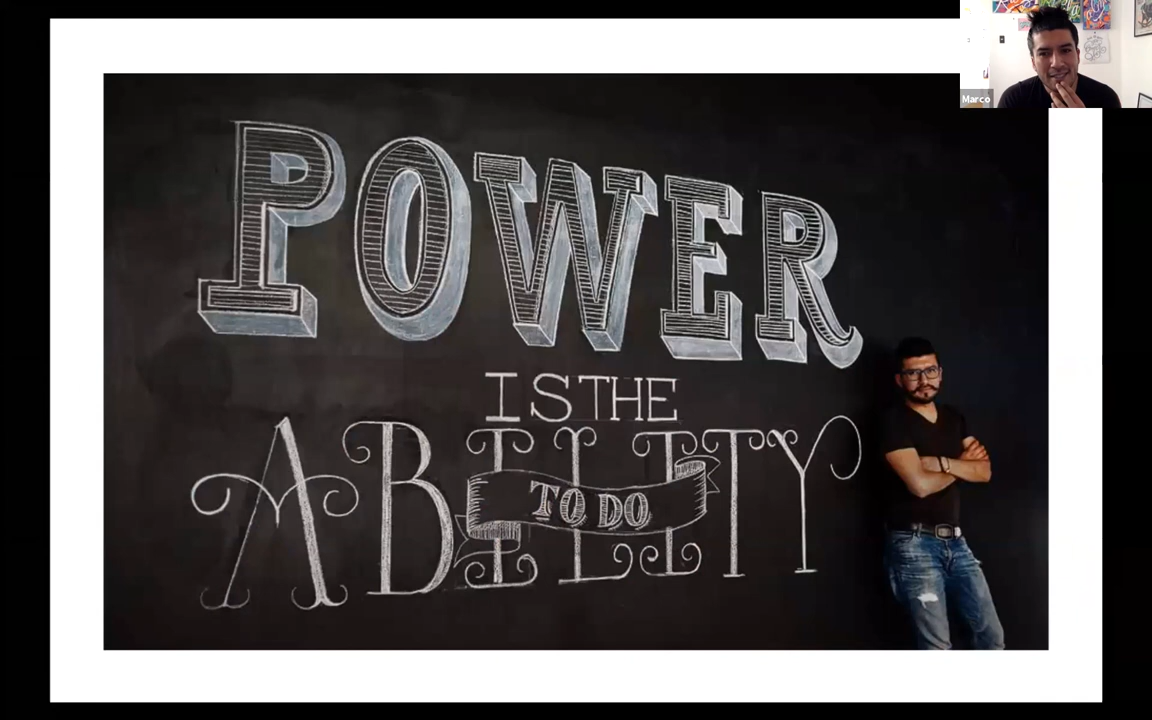 Marco
POWER
IS THE
ABILITY
TO DO